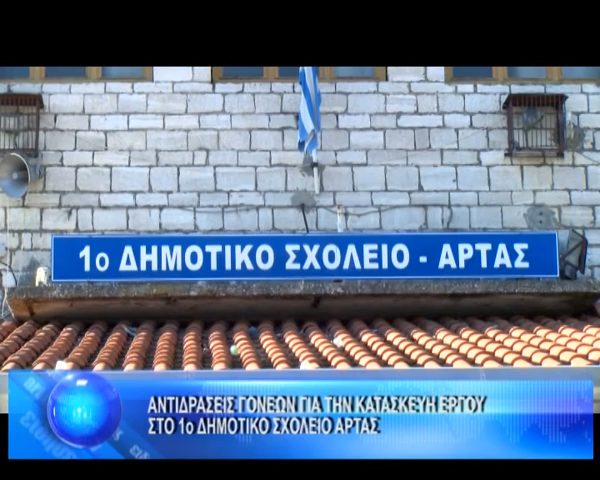 1ο ΔΗΜΟΤΙΚΟ ΣΧΟΛΕΙΟ - ΑΡΤΑΣ
ΑΝΤΙΔΡΑΣΕΙΣ ΓΟΝΕΩΝ ΓΙΑ ΤΗΝ ΚΑΤΑΣΚΕΥΗ ΕΡΓΟΥ
ΣΤΟ 1ο ΔΗΜΟΤΙΚΟ ΣΧΟΛΕΙΟ ΑΡΤΑΣ